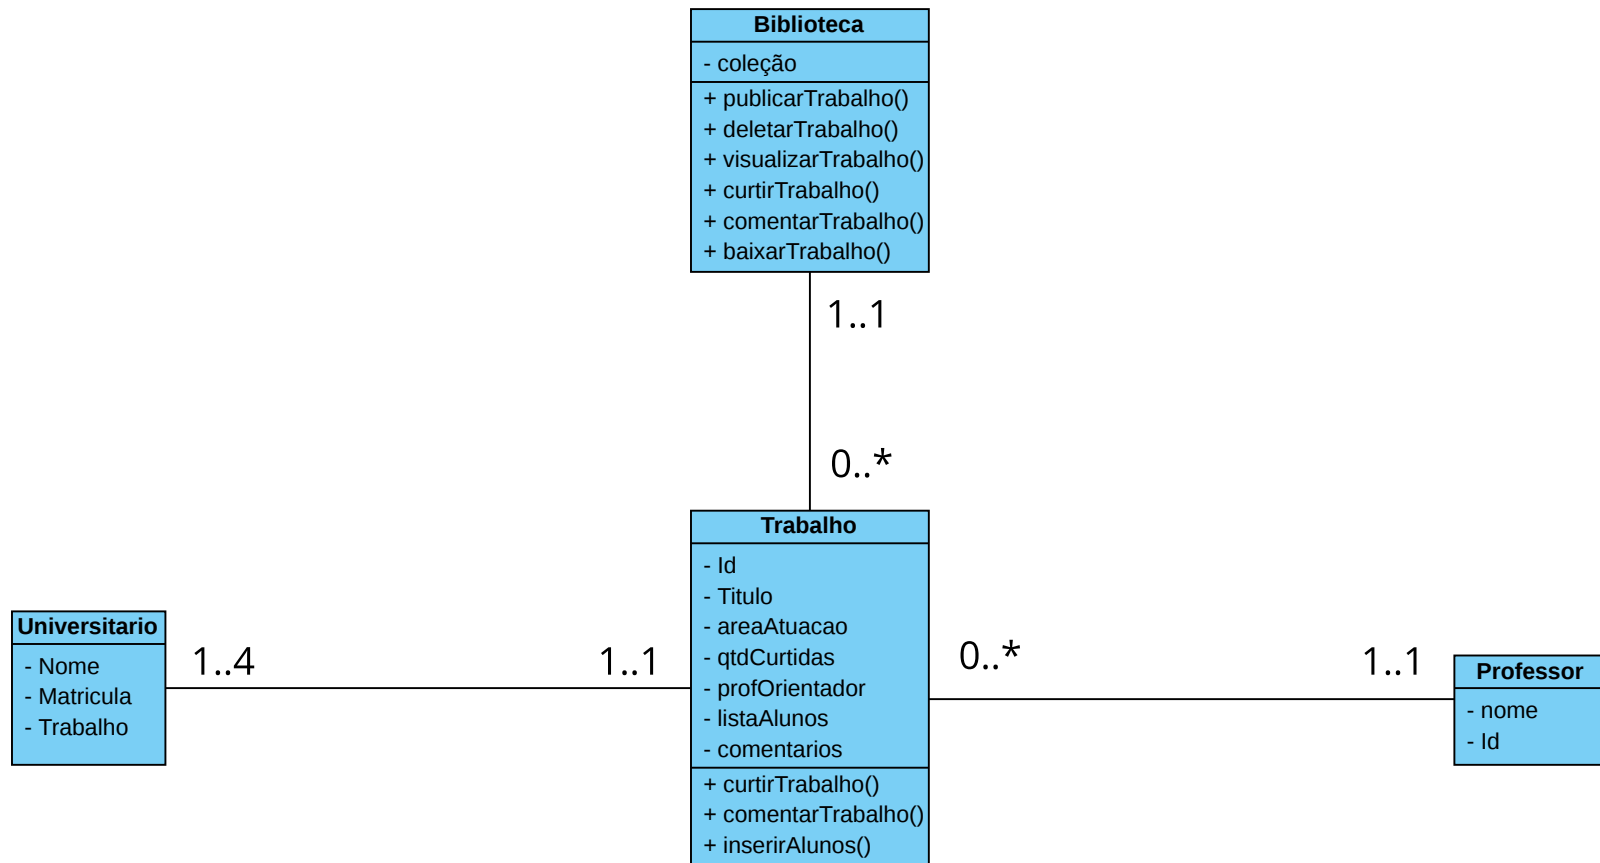 Biblioteca
- coleção
+ publicarTrabalho()
+ deletarTrabalho()
+ visualizarTrabalho()
+ curtirTrabalho()
+ comentarTrabalho()
+ baixarTrabalho()
1..1
0..*
Trabalho
- Id
- Titulo
- areaAtuacao
- qtdCurtidas
- profOrientador
- listaAlunos
- comentarios
+ curtirTrabalho()
+ comentarTrabalho()
+ inserirAlunos()
Universitario
- Nome
- Matricula
- Trabalho
1..4
1..1
0..*
1..1
Professor
- nome
- Id